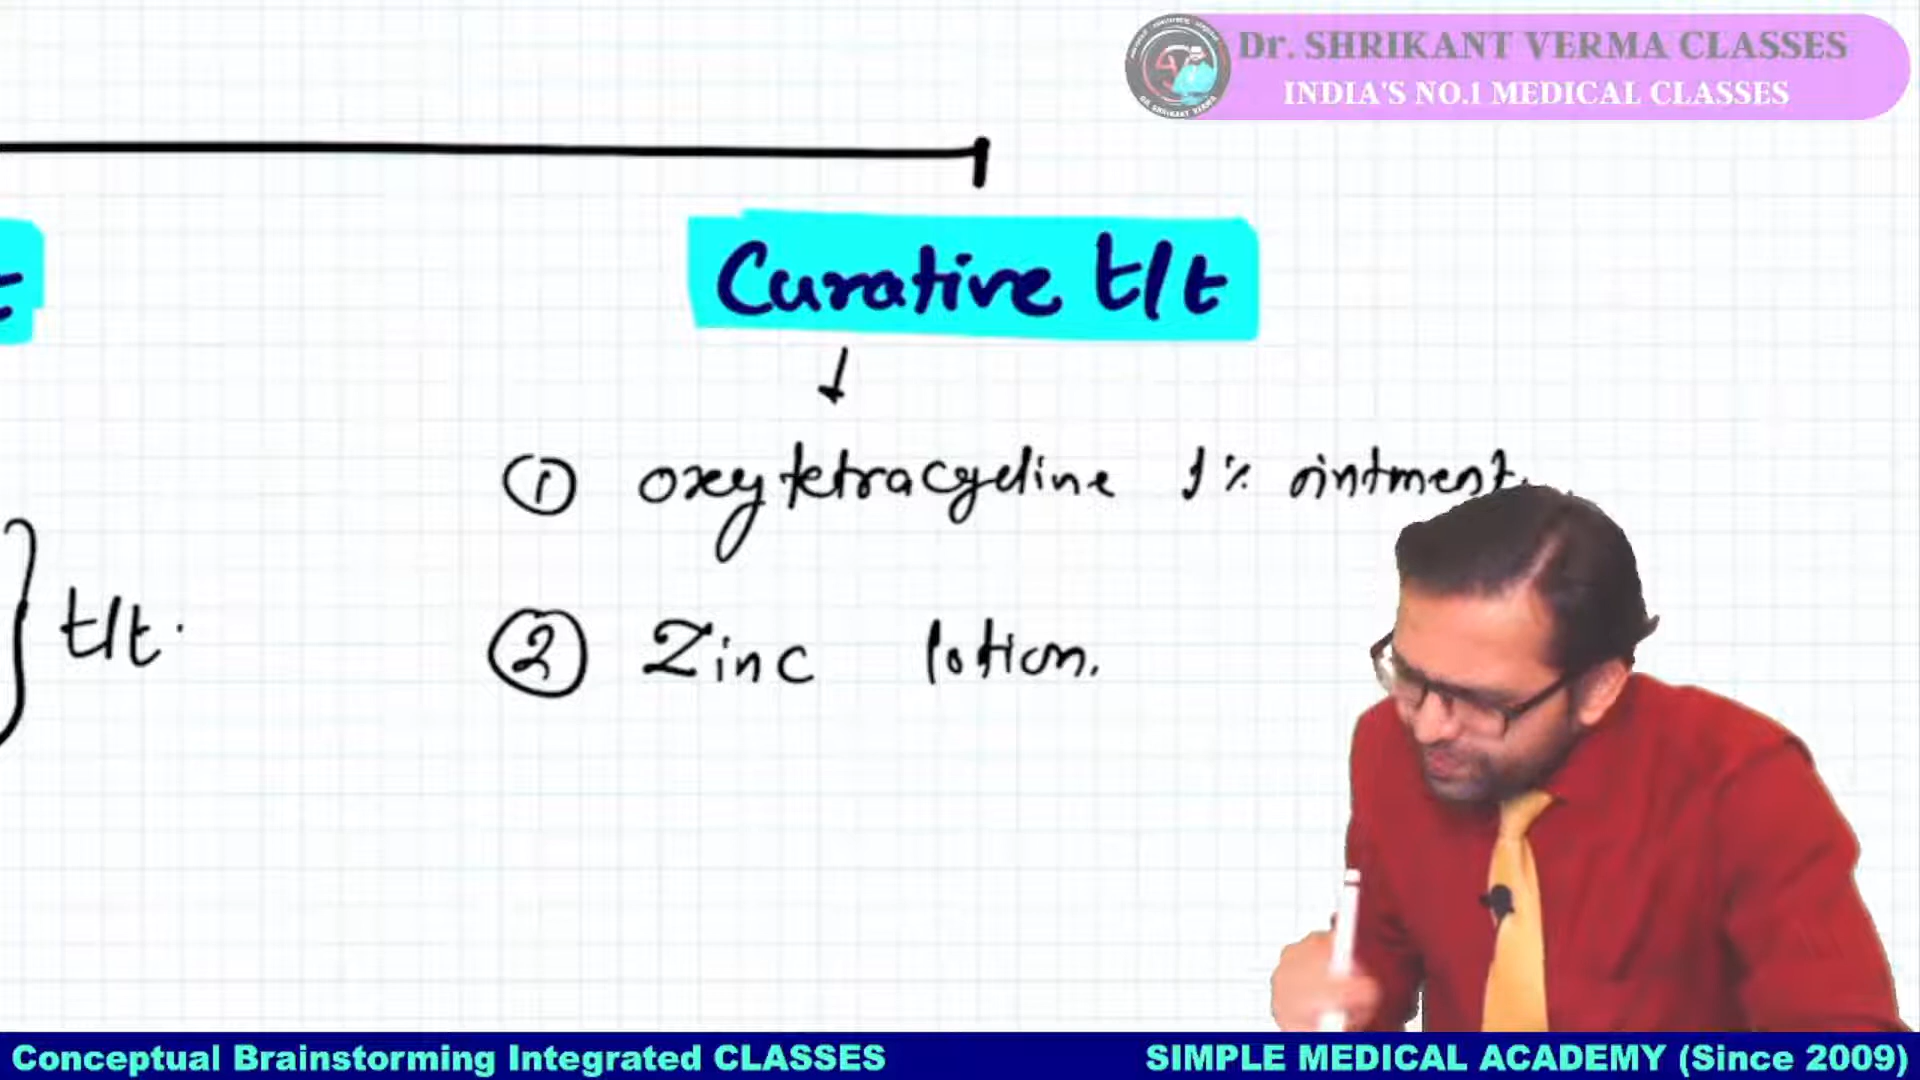 Dr. SHRIKANT VERMA CLASSES
INDIA'S NO.1 MEDICAL CLASSES
Curative t/t
① oxytetracycline 1% ointment.
② Zinc lotion.
} t/t.
Conceptual Brainstorming Integrated CLASSES
SIMPLE MEDICAL ACADEMY (Since 2009)